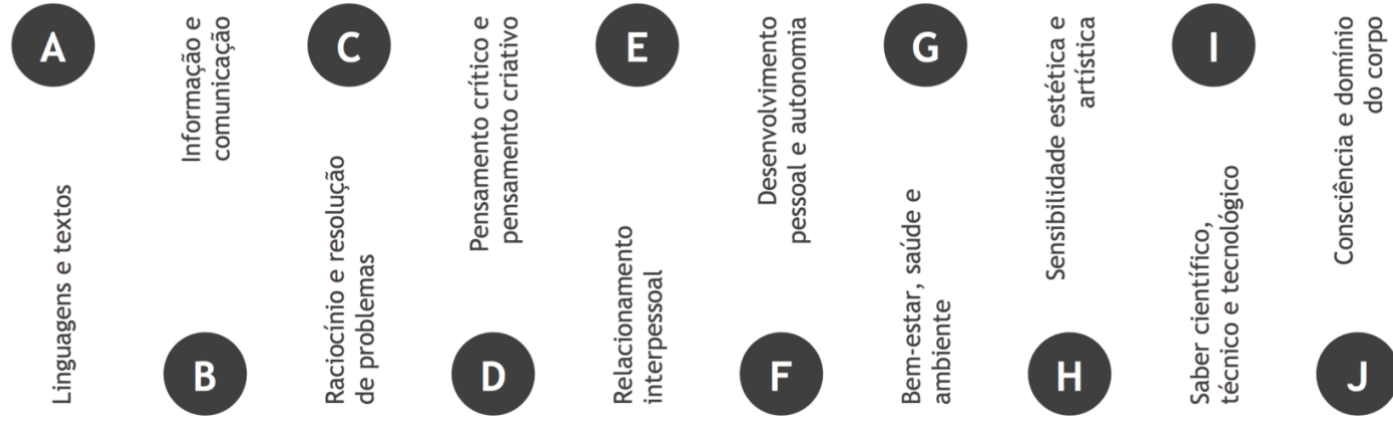 A
Linguagens e textos
B
Informação e
comunicação
C
Raciocínio e resolução
de problemas
D
Pensamento crítico e
pensamento criativo
E
Relacionamento
interpessoal
F
Desenvolvimento
pessoal e autonomia
G
Bem-estar, saúde e
ambiente
H
Sensibilidade estética e
artística
I
Saber científico,
técnico e tecnológico
J
Consciência e domínio
do corpo